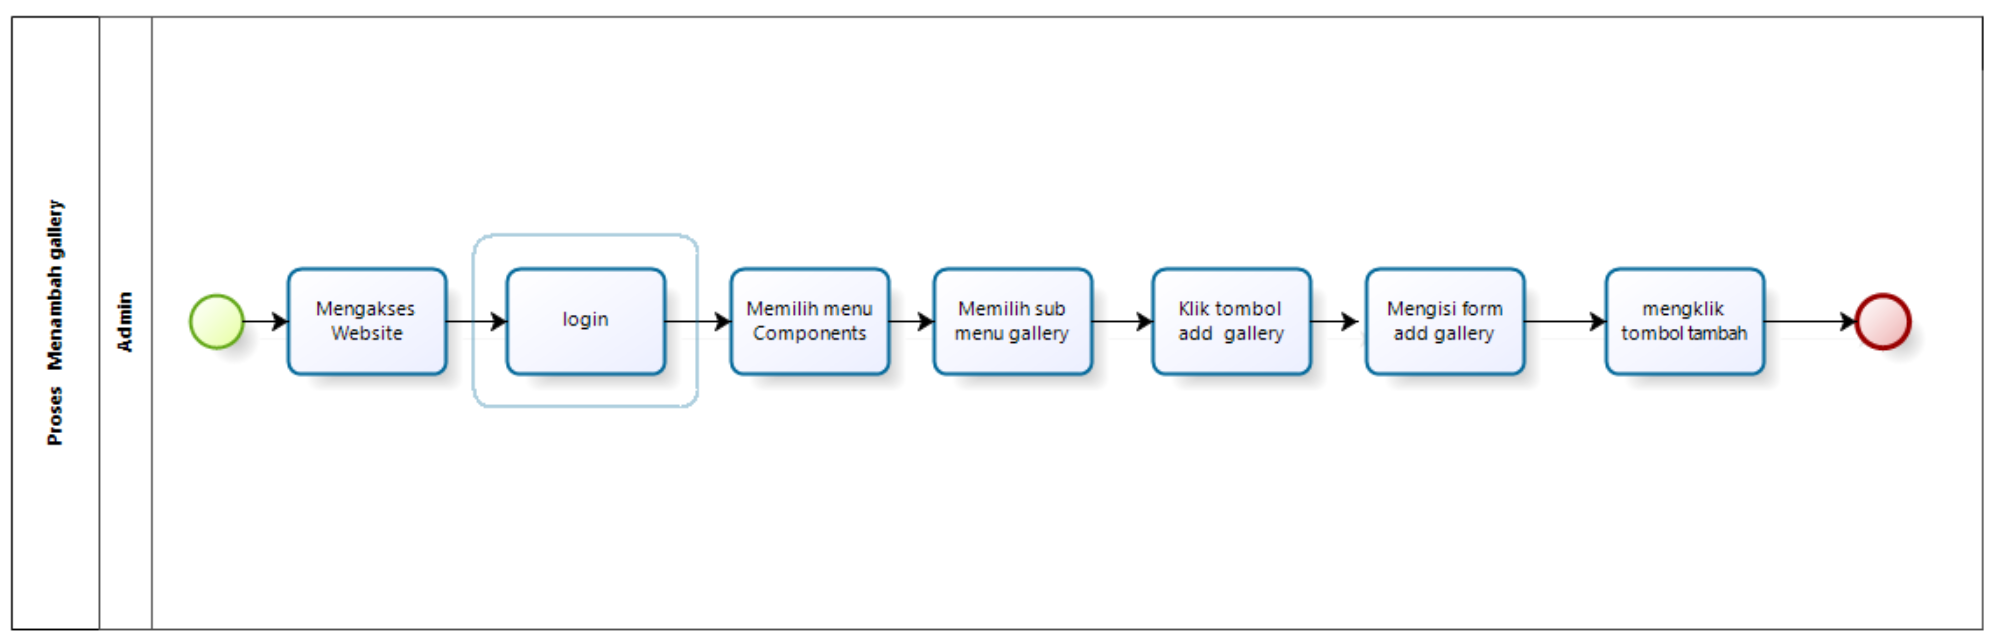 Proses Menambah gallery
Admin
Mengakses
Website
login
Memilih menu
Components
Memilih sub
menu gallery
Klik tombol
add gallery
Mengisi form
add gallery
mengklik
tombol tambah